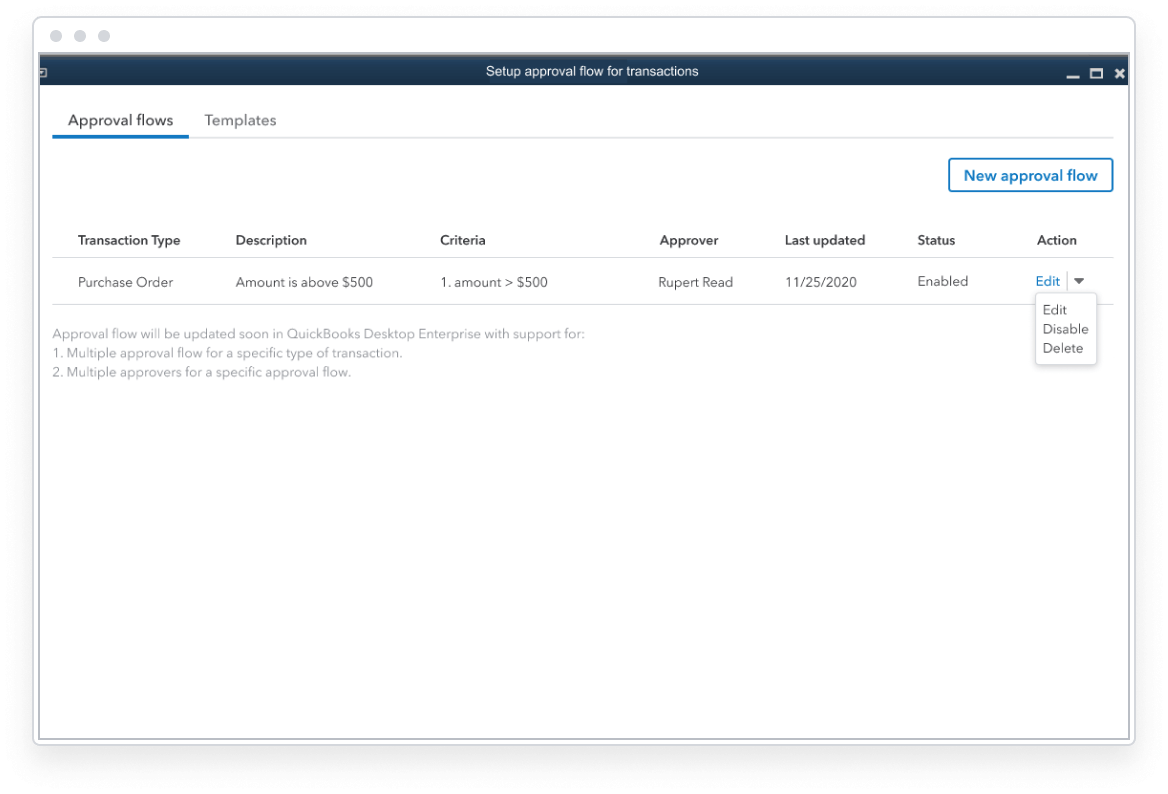 Setup approval flow for transactions
Approval flows Templates
New approval flow
Transaction Type Description Criteria Approver Last updated Status Action
Purchase Order Amount is above $500 1. amount > $500 Rupert Read 11/25/2020 Enabled Edit
Edit
Disable
Delete
Approval flow will be updated soon in QuickBooks Desktop Enterprise with support for:
1. Multiple approval flow for a specific type of transaction.
2. Multiple approvers for a specific approval flow.